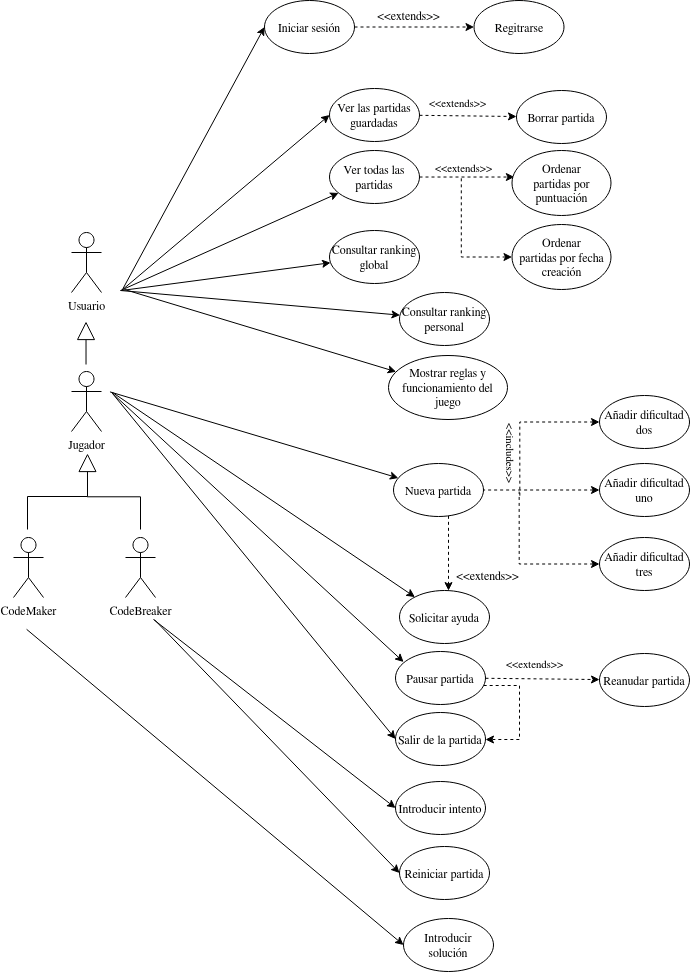 Iniciar sesión
<<extends>>
Regitrarse
Ver las partidas
guardadas
<<extends>>
Borrar partida
Ver todas las
partidas
<<extends>>
Ordenar
partidas por
puntuación
Consultar ranking
global
Ordenar
partidas por fecha
creación
Usuario
Consultar ranking
personal
Mostrar reglas y
funcionamiento del
juego
Jugador
Añadir dificultad
dos
<<includes>>
Nueva partida
Añadir dificultad
uno
Añadir dificultad
tres
<<extends>>
CodeMaker
CodeBreaker
Solicitar ayuda
<<extends>>
Pausar partida
Reanudar partida
Salir de la partida
Introducir intento
Reiniciar partida
Introducir
solución